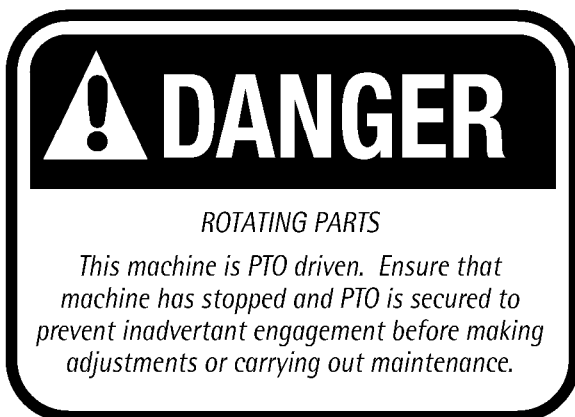 DANGER
ROTATING PARTS
This machine is PTO driven.  Ensure that
machine has stopped and PTO is secured to
prevent inadvertant engagement before making
adjustments or carrying out maintenance.